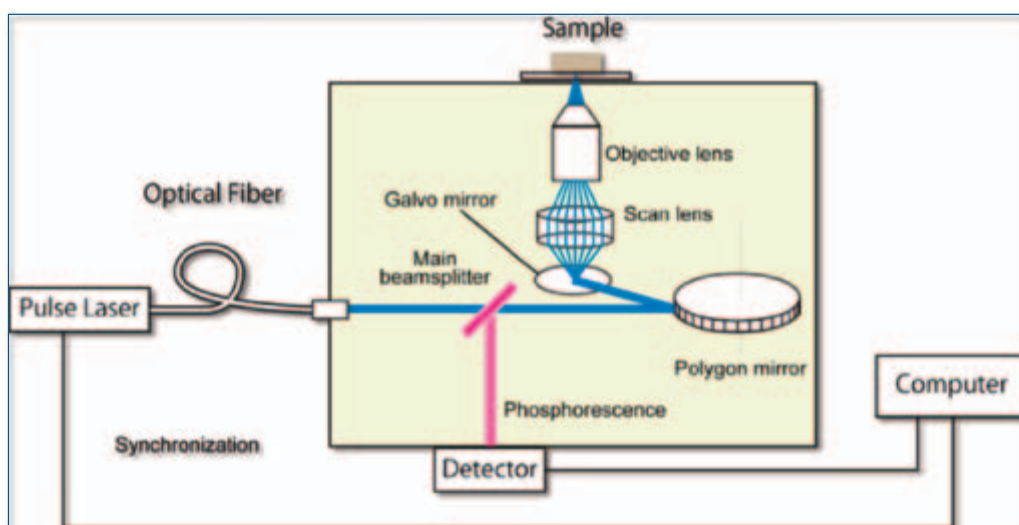 Sample
Objective lens
Optical Fiber
Galvo mirror
Scan lens
Main
beamsplitter
Pulse Laser
Polygon mirror
Computer
Phosphorescence
Synchronization
Detector